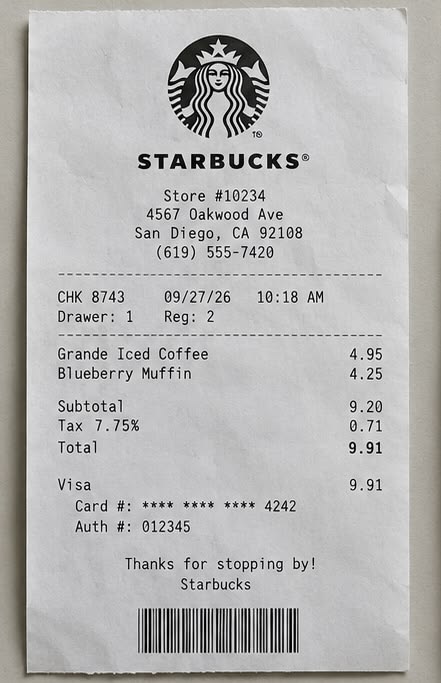 STARBUCKS®
Store #10234
4567 Oakwood Ave
San Diego, CA 92108
(619) 555-7420
CHK 8743 09/27/26 10:18 AM
Drawer: 1 Reg: 2
Grande Iced Coffee 4.95
Blueberry Muffin 4.25
Subtotal 9.20
Tax 7.75% 0.71
Total 9.91
Visa 9.91
Card #: **** **** **** 4242
Auth #: 012345
Thanks for stopping by!
Starbucks